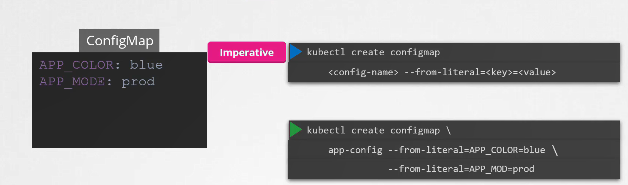 ConfigMap
APP_COLOR: blue
APP_MODE: prod
Imperative
kubectl create configmap
<config-name> --from-literal=<key>=<value>
kubectl create configmap \
app-config --from-literal=APP_COLOR=blue \
--from-literal=APP_MOD=prod